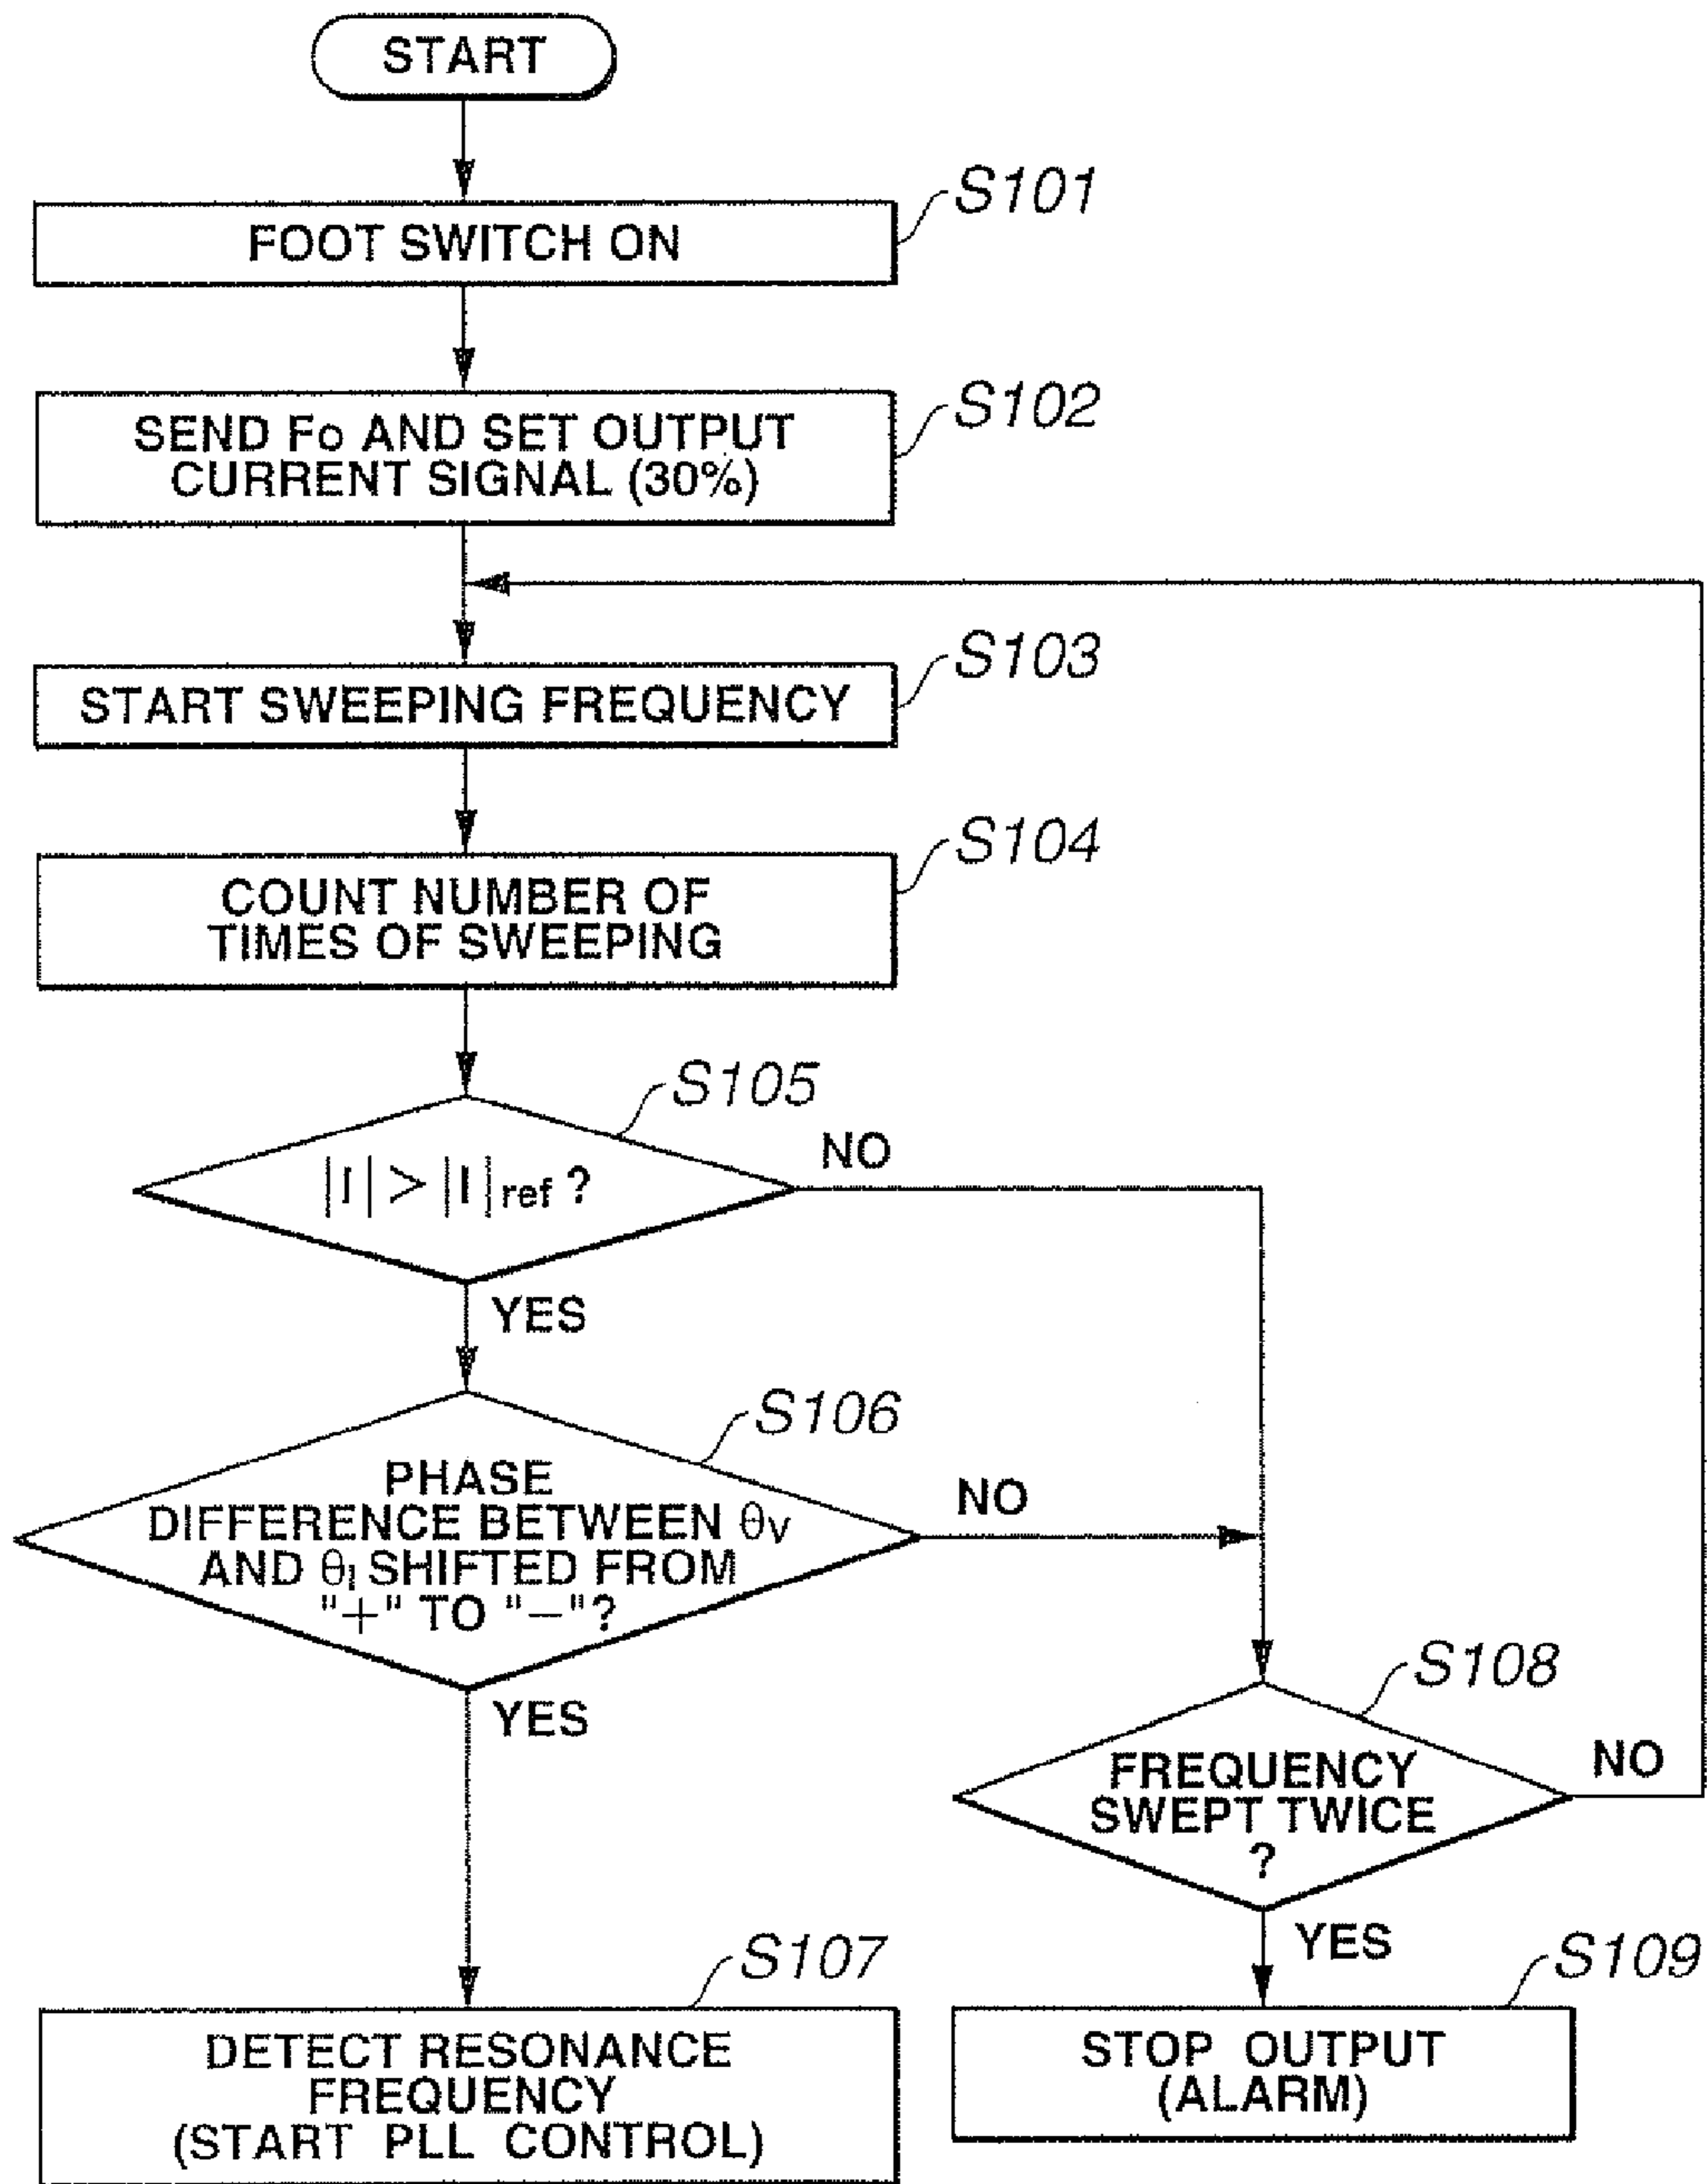 START
S101
FOOT SWITCH ON
S102
SEND Fo AND SET OUTPUT
CURRENT SIGNAL (30%)
S103
START SWEEPING FREQUENCY
S104
COUNT NUMBER OF
TIMES OF SWEEPING
S105
|I| > |I| ref ?
NO
YES
S106
PHASE
DIFFERENCE BETWEEN θV
AND θI SHIFTED FROM
"+" TO "−"?
NO
YES
S108
FREQUENCY
SWEPT TWICE
?
NO
YES
S107
DETECT RESONANCE
FREQUENCY
(START PLL CONTROL)
S109
STOP OUTPUT
(ALARM)